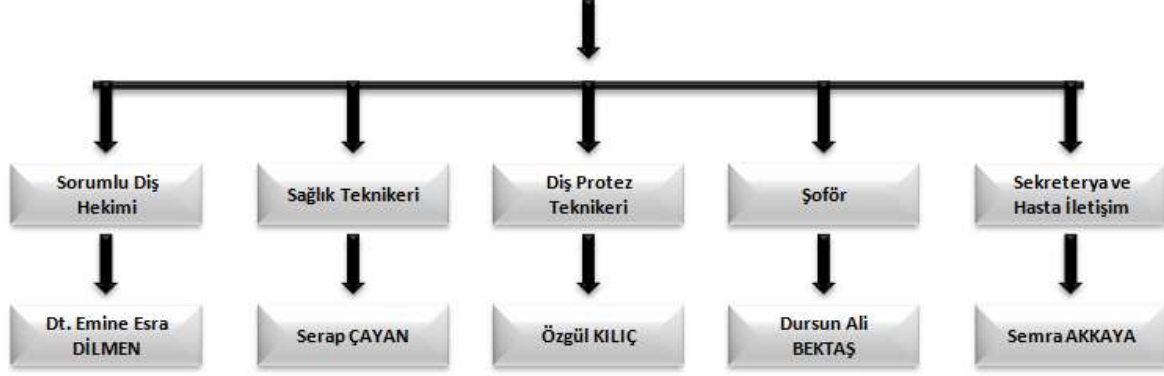 Sorumlu Diş
Hekimi
Sağlık Teknikeri
Diş Protez
Teknikeri
Şoför
Sekreterya ve
Hasta İletişim
Dt. Emine Esra
DİLMEN
Serap ÇAYAN
Özgül KILIÇ
Dursun Ali
BEKTAŞ
Semra AKKAYA